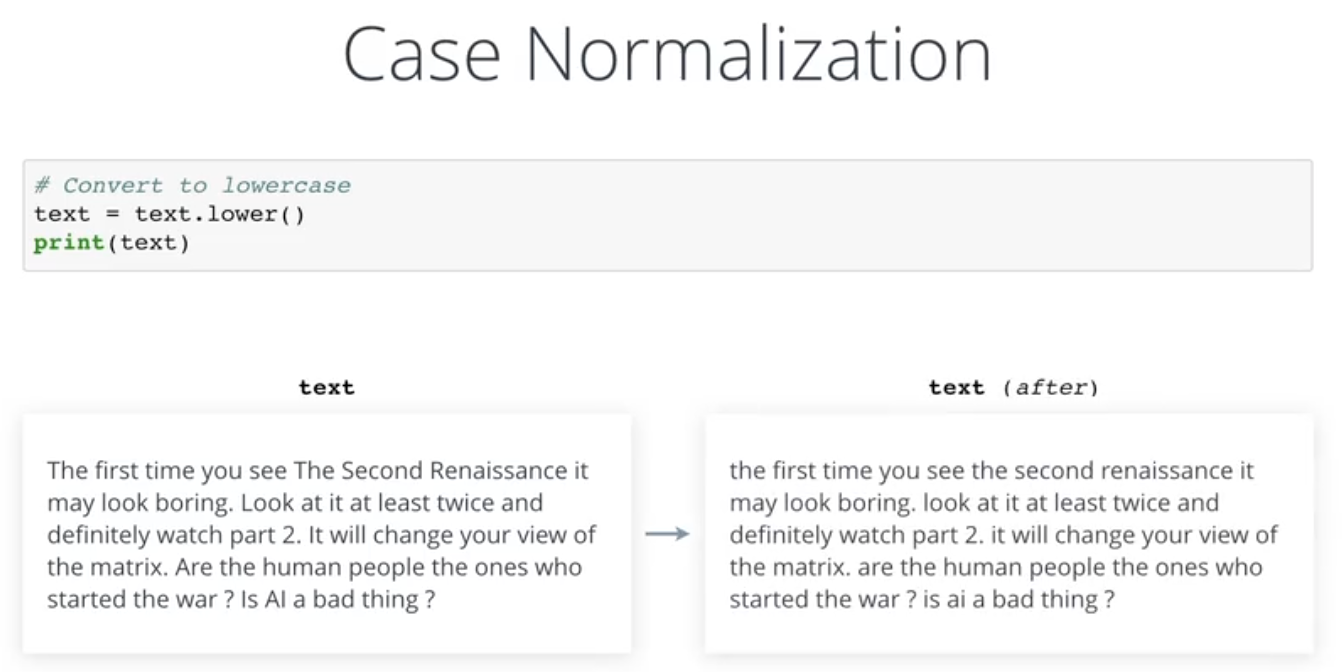 Case Normalization
# Convert to lowercase
text = text.lower()
print(text)
text
The first time you see The Second Renaissance it
may look boring. Look at it at least twice and
definitely watch part 2. It will change your view of
the matrix. Are the human people the ones who
started the war ? Is AI a bad thing ?
text (after)
the first time you see the second renaissance it
may look boring. look at it at least twice and
definitely watch part 2. it will change your view of
the matrix. are the human people the ones who
started the war ? is ai a bad thing ?